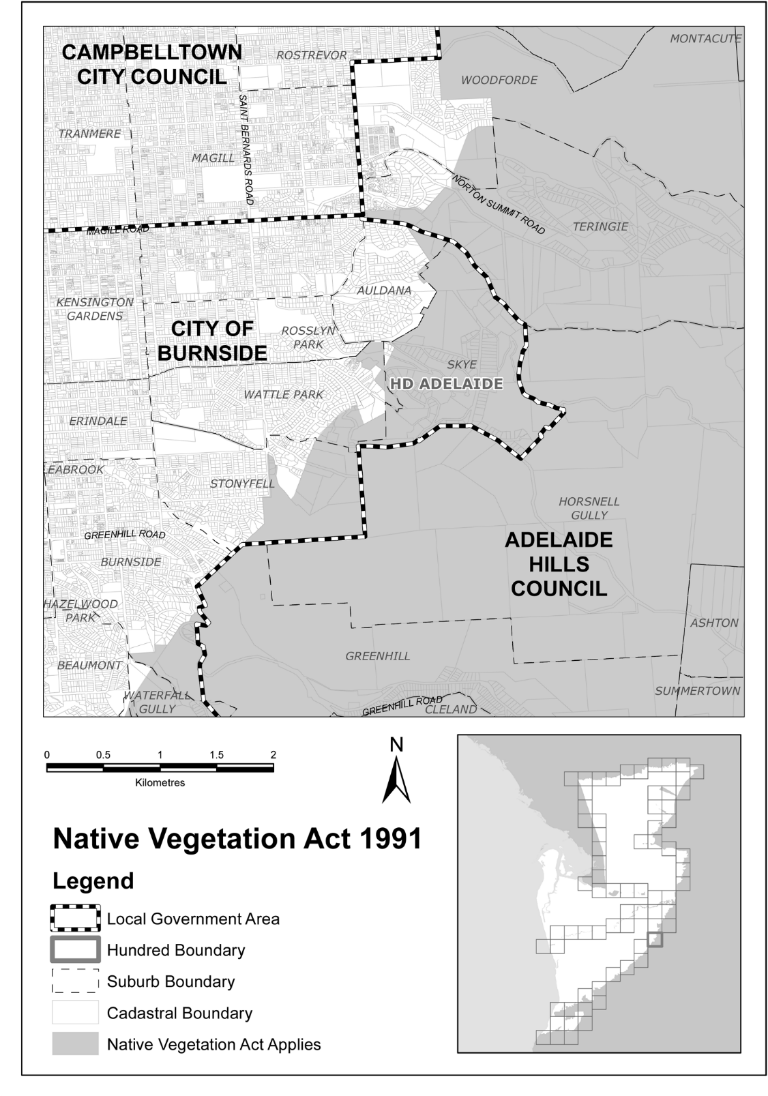 CAMPBELLTOWN
CITY COUNCIL
ROSTREVOR
MONTACUTE
WOODFORDE
SAINT BERNARDS ROAD
TRANMERE
MAGILL
NORTON SUMMIT ROAD
TERINGIE
MAGILL ROAD
AULDANA
KENSINGTON
GARDENS
CITY OF
BURNSIDE
ROSSLYN
PARK
SKYE
HD ADELAIDE
WATTLE PARK
ERINDALE
EABROOK
STONYFELL
HORSNELL
GULLY
GREENHILL ROAD
ADELAIDE
HILLS
COUNCIL
BURNSIDE
HAZELWOOD
PARK
ASHTON
GREENHILL
BEAUMONT
WATERFALL
GULLY
SUMMERTOWN
GREENHILL ROAD
CLELAND
0 0.5 1 1.5 2
Kilometres
N
Native Vegetation Act 1991
Legend
Local Government Area
Hundred Boundary
Suburb Boundary
Cadastral Boundary
Native Vegetation Act Applies